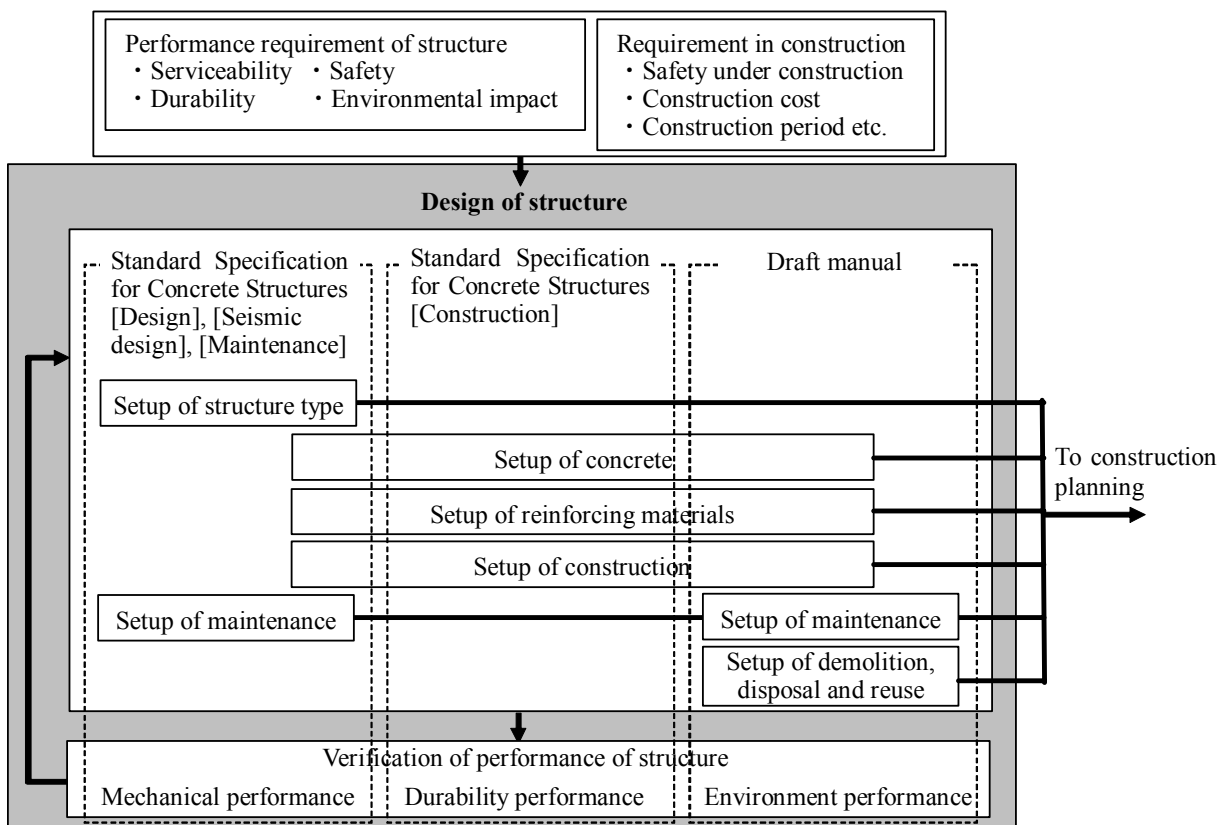 Performance requirement of structure
・Serviceability ・Safety
・Durability ・Environmental impact
Requirement in construction
・Safety under construction
・Construction cost
・Construction period etc.
Design of structure
Standard Specification
for Concrete Structures
[Design], [Seismic
design], [Maintenance]
Standard Specification
for Concrete Structures
[Construction]
Draft manual
Setup of structure type
Setup of concrete
Setup of reinforcing materials
Setup of construction
Setup of maintenance
Setup of maintenance
Setup of demolition,
disposal and reuse
To construction
planning
Verification of performance of structure
Mechanical performance
Durability performance
Environment performance